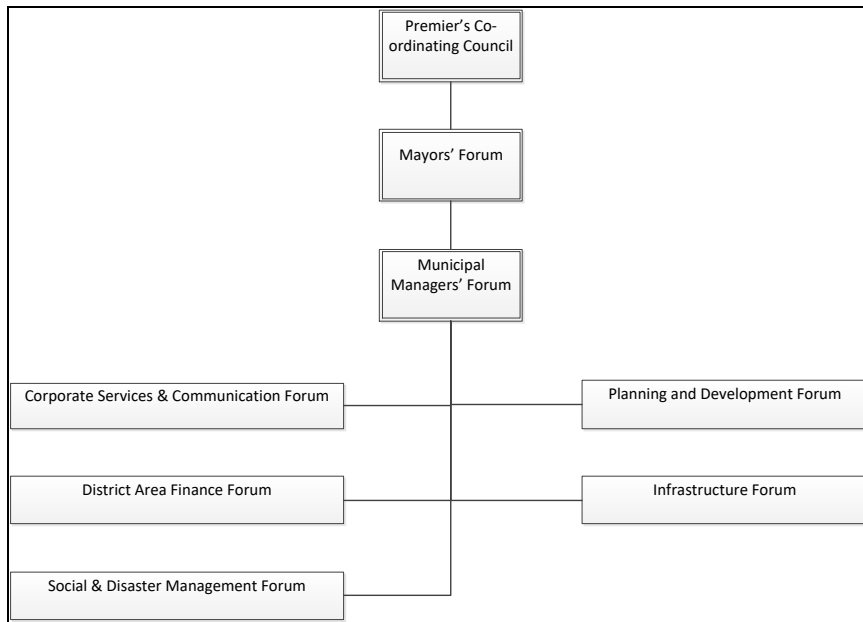 Premier’s Co-
ordinating Council
Mayors’ Forum
Municipal
Managers’ Forum
Corporate Services & Communication Forum
Planning and Development Forum
District Area Finance Forum
Infrastructure Forum
Social & Disaster Management Forum